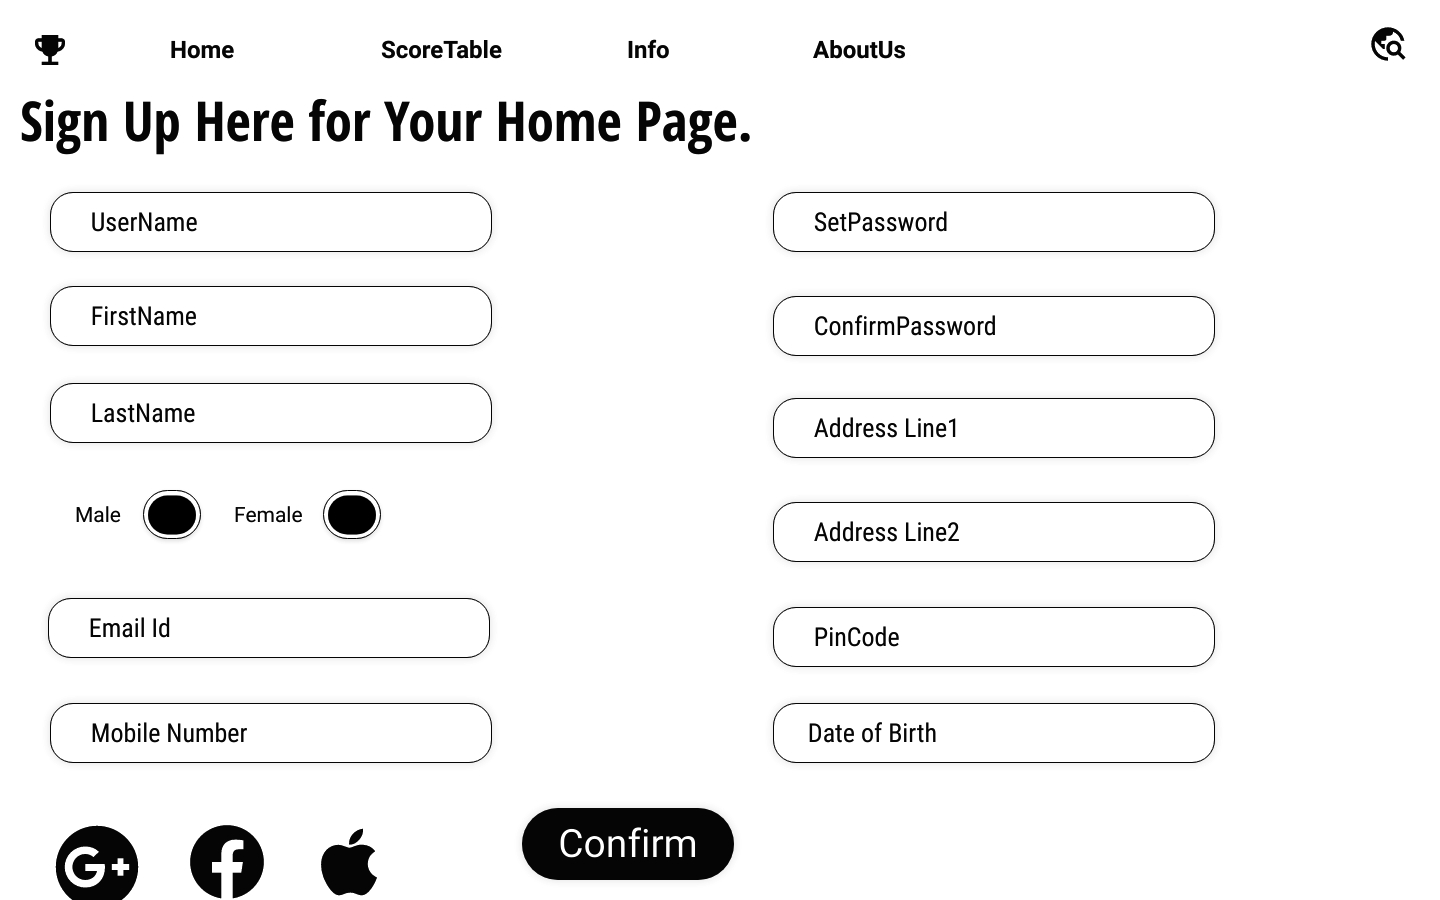 Home ScoreTable Info AboutUs
Sign Up Here for Your Home Page.
UserName
FirstName
LastName
Male Female
Email Id
Mobile Number
SetPassword
ConfirmPassword
Address Line1
Address Line2
PinCode
Date of Birth
G+
Confirm